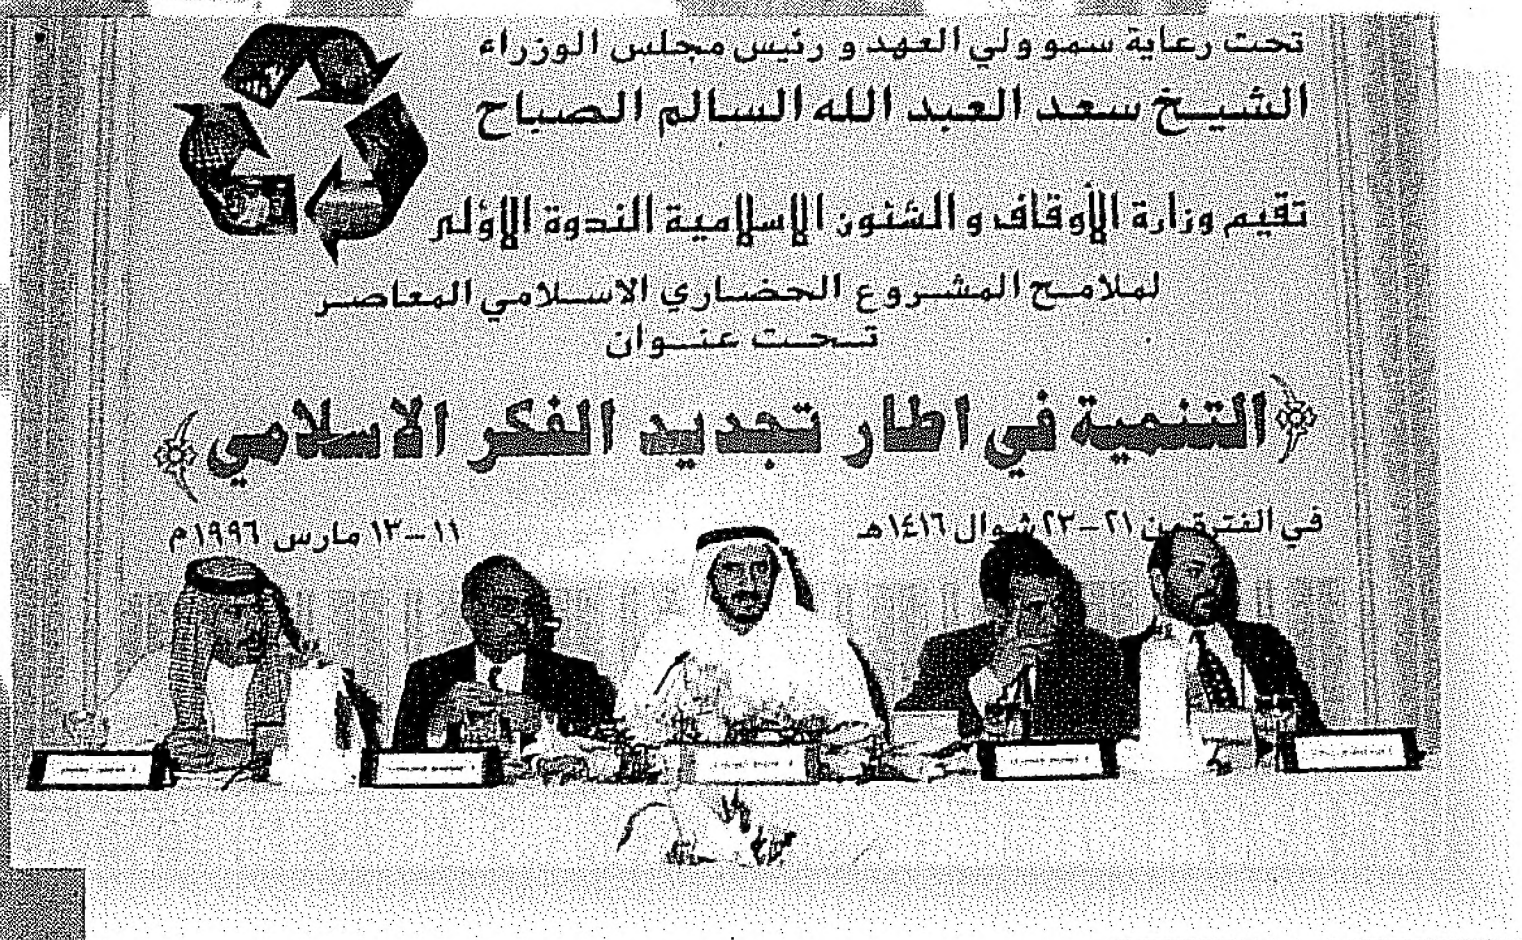 تحت رعاية سمو ولي العهد و رئيس مجلس الوزراء
الشيخ سعد العبد الله السالم الصباح
تقيم وزارة الأوقاف و الشئون الإسلامية الندوة الأولى
لملامح المشروع الحضاري الاسلامي المعاصر
تحت عنوان
التنمية في اطار تجديد الفكر الاسلامي
في الفترة من ٢١-٢٣ شوال ١٤١٦هـ
١١-١٣ مارس ١٩٩٦م